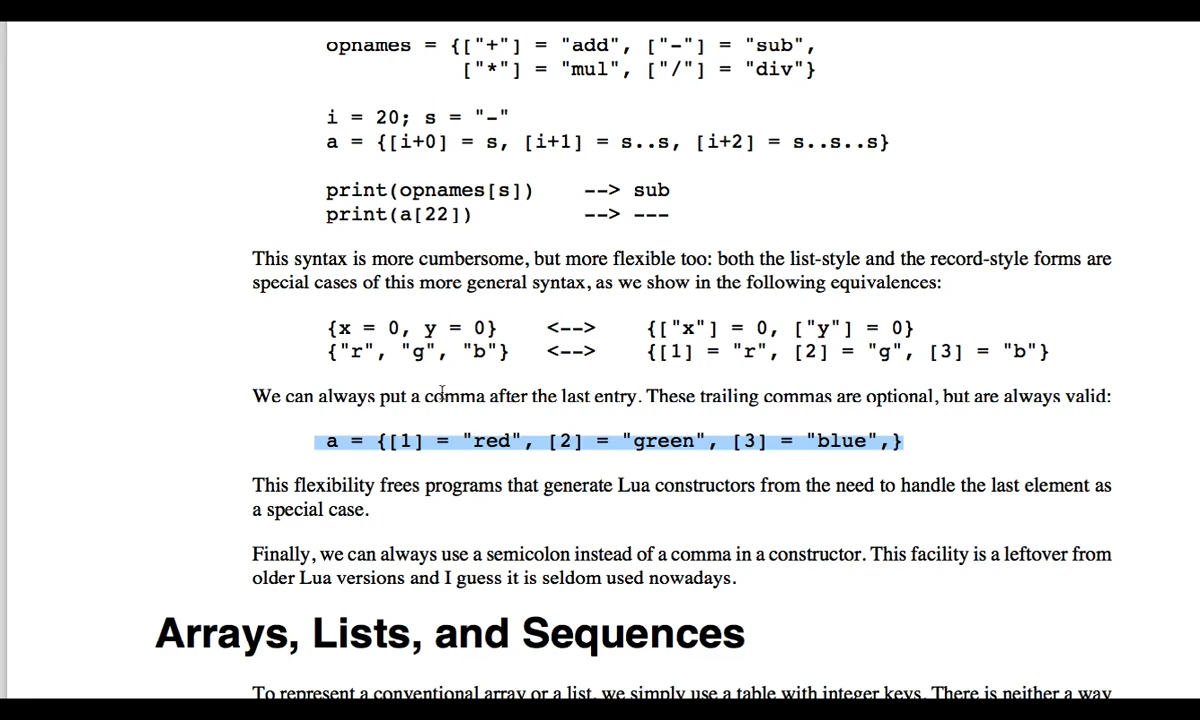 opnames = {["+"] = "add", ["-"] = "sub",
["*"] = "mul", ["/"] = "div"}
i = 20; s = "-"
a = {[i+0] = s, [i+1] = s..s, [i+2] = s..s..s}
print(opnames[s])    --> sub
print(a[22])         --> ---
This syntax is more cumbersome, but more flexible too: both the list-style and the record-style forms are
special cases of this more general syntax, as we show in the following equivalences:
{x = 0, y = 0}    <-->    {["x"] = 0, ["y"] = 0}
{"r", "g", "b"}   <-->    {[1] = "r", [2] = "g", [3] = "b"}
We can always put a comma after the last entry. These trailing commas are optional, but are always valid:
a = {[1] = "red", [2] = "green", [3] = "blue",}
This flexibility frees programs that generate Lua constructors from the need to handle the last element as
a special case.
Finally, we can always use a semicolon instead of a comma in a constructor. This facility is a leftover from
older Lua versions and I guess it is seldom used nowadays.
Arrays, Lists, and Sequences
To represent a conventional array or a list, we simply use a table with integer keys. There is neither a way